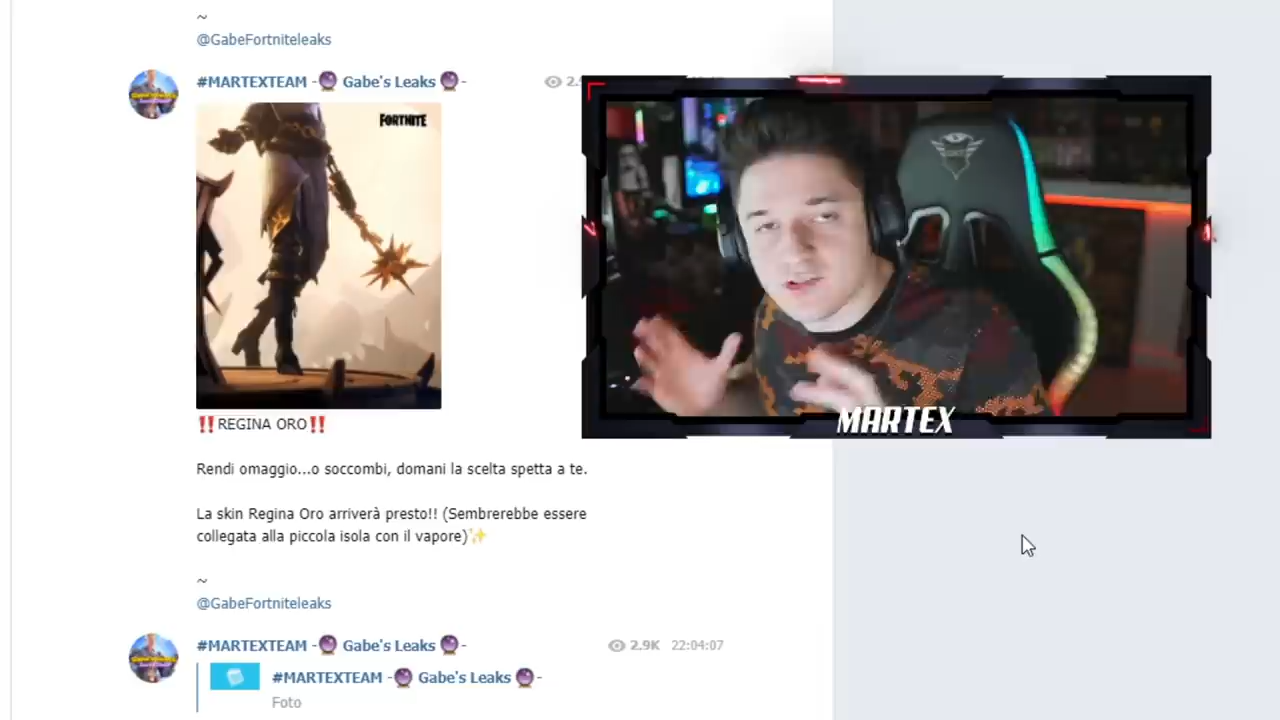 ~
@GabeFortniteleaks
#MARTEXTEAM -🔮 Gabe's Leaks 🔮-
FORTNITE
MARTEX
‼️REGINA ORO‼️
Rendi omaggio...o soccombi, domani la scelta spetta a te.
La skin Regina Oro arriverà presto!! (Sembrerebbe essere
collegata alla piccola isola con il vapore)✨
~
@GabeFortniteleaks
#MARTEXTEAM -🔮 Gabe's Leaks 🔮- 2.9K 22:04:07
#MARTEXTEAM -🔮 Gabe's Leaks 🔮-
Foto